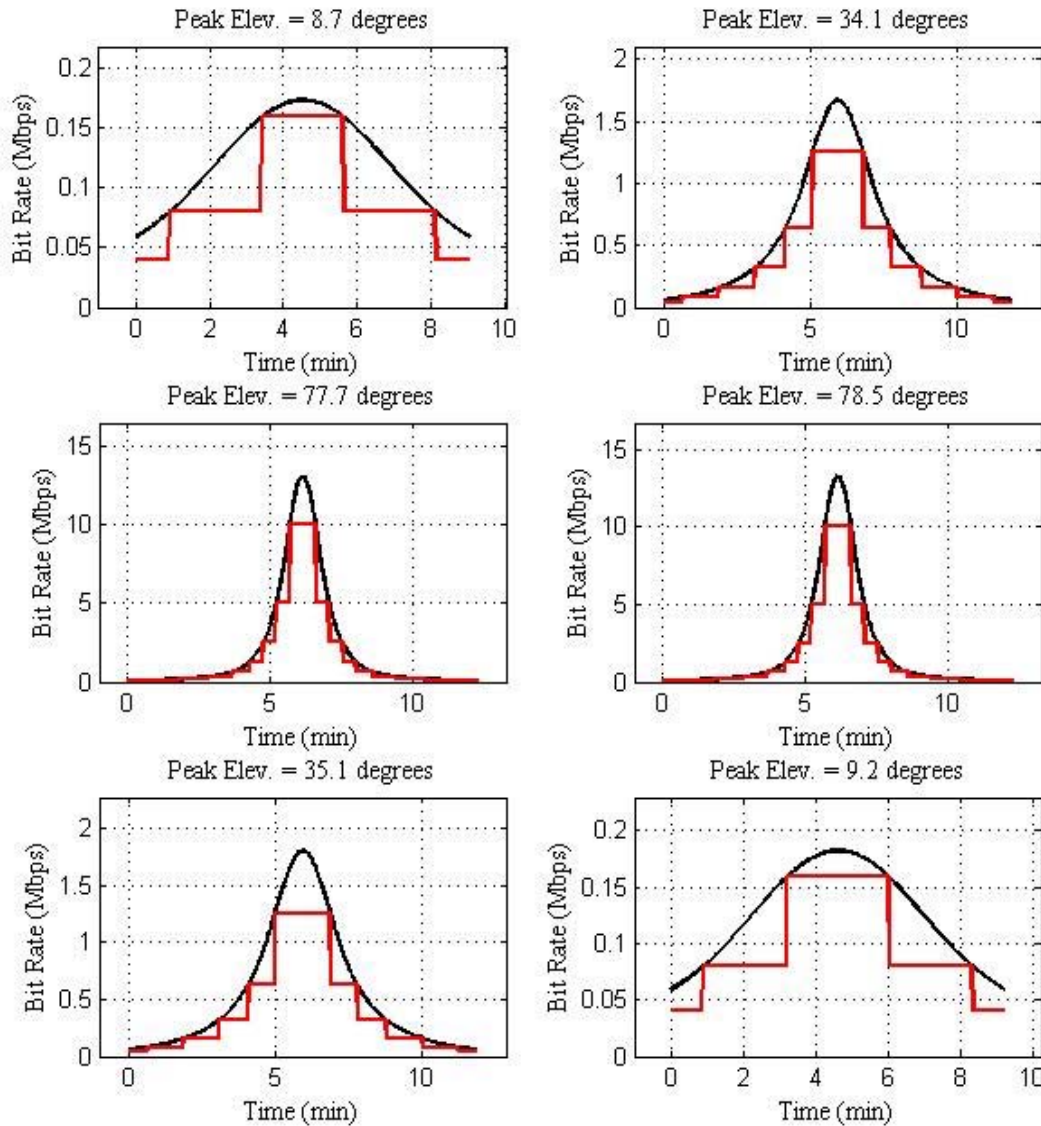 Peak Elev. = 8.7 degrees
Bit Rate (Mbps)
0.2
0.15
0.1
0.05
0
0 2 4 6 8 10
Time (min)
Peak Elev. = 34.1 degrees
Bit Rate (Mbps)
2
1.5
1
0.5
0
0 5 10
Time (min)
Peak Elev. = 77.7 degrees
Bit Rate (Mbps)
15
10
5
0
0 5 10
Time (min)
Peak Elev. = 78.5 degrees
Bit Rate (Mbps)
15
10
5
0
0 5 10
Time (min)
Peak Elev. = 35.1 degrees
Bit Rate (Mbps)
2
1.5
1
0.5
0
0 5 10
Time (min)
Peak Elev. = 9.2 degrees
Bit Rate (Mbps)
0.2
0.15
0.1
0.05
0
0 2 4 6 8 10
Time (min)